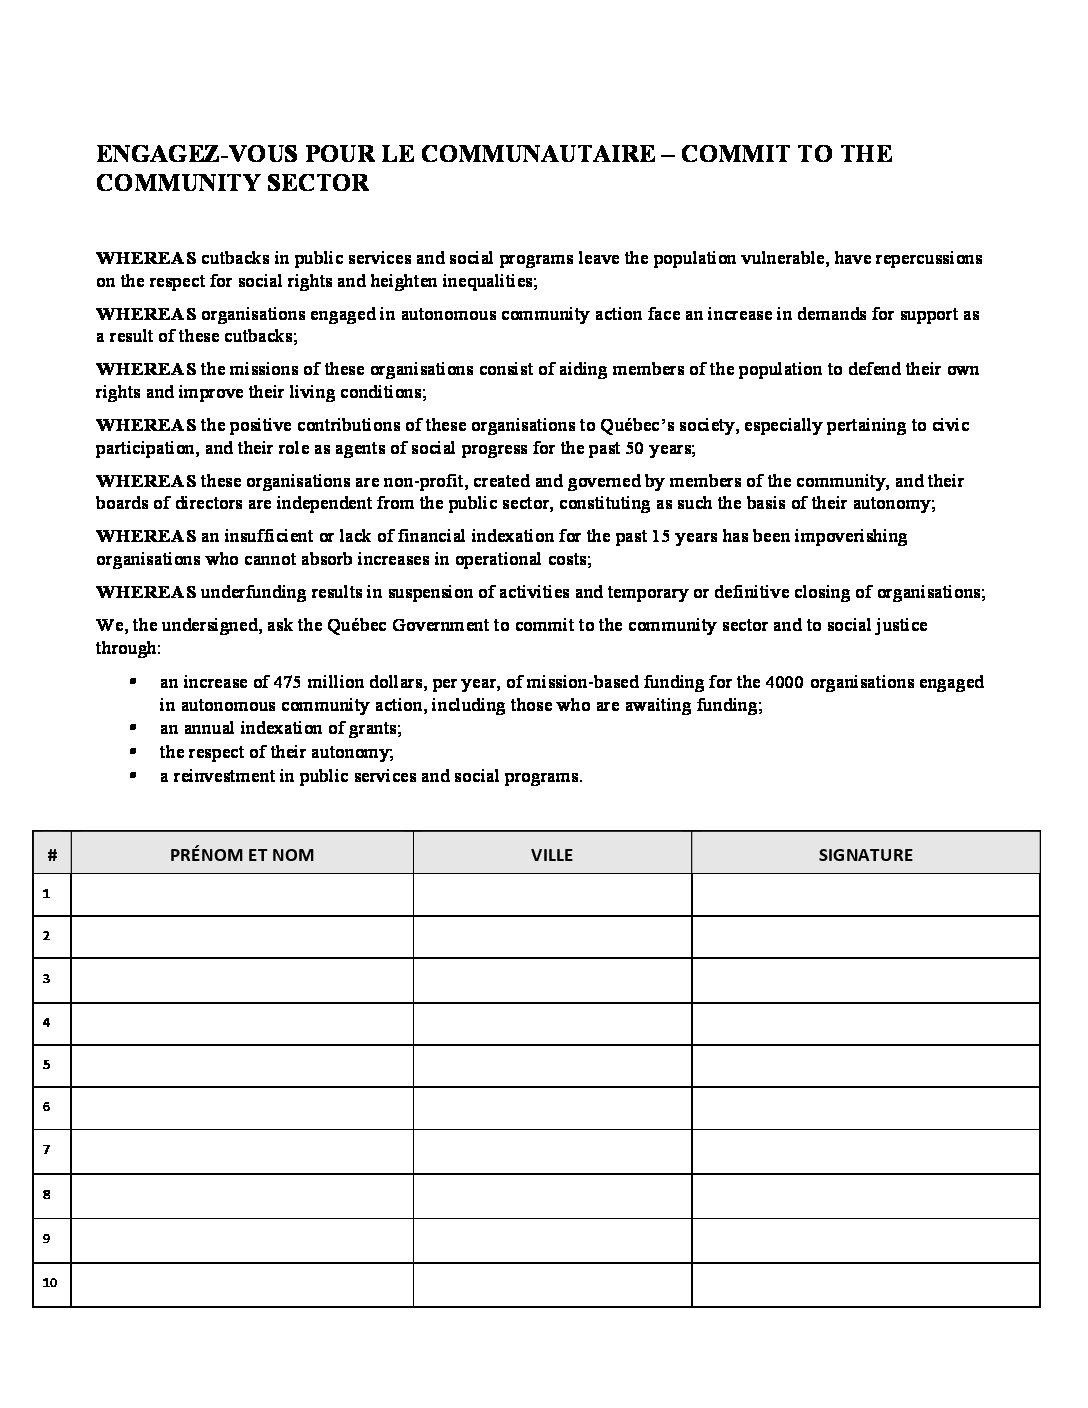 ENGAGEZ-VOUS POUR LE COMMUNAUTAIRE – COMMIT TO THE
COMMUNITY SECTOR
WHEREAS cutbacks in public services and social programs leave the population vulnerable, have repercussions
on the respect for social rights and heighten inequalities;
WHEREAS organisations engaged in autonomous community action face an increase in demands for support as
a result of these cutbacks;
WHEREAS the missions of these organisations consist of aiding members of the population to defend their own
rights and improve their living conditions;
WHEREAS the positive contributions of these organisations to Québec’s society, especially pertaining to civic
participation, and their role as agents of social progress for the past 50 years;
WHEREAS these organisations are non-profit, created and governed by members of the community, and their
boards of directors are independent from the public sector, constituting as such the basis of their autonomy;
WHEREAS an insufficient or lack of financial indexation for the past 15 years has been impoverishing
organisations who cannot absorb increases in operational costs;
WHEREAS underfunding results in suspension of activities and temporary or definitive closing of organisations;
We, the undersigned, ask the Québec Government to commit to the community sector and to social justice
through:
▪ an increase of 475 million dollars, per year, of mission-based funding for the 4000 organisations engaged
in autonomous community action, including those who are awaiting funding;
▪ an annual indexation of grants;
▪ the respect of their autonomy;
▪ a reinvestment in public services and social programs.
# PRÉNOM ET NOM VILLE SIGNATURE
1
2
3
4
5
6
7
8
9
10